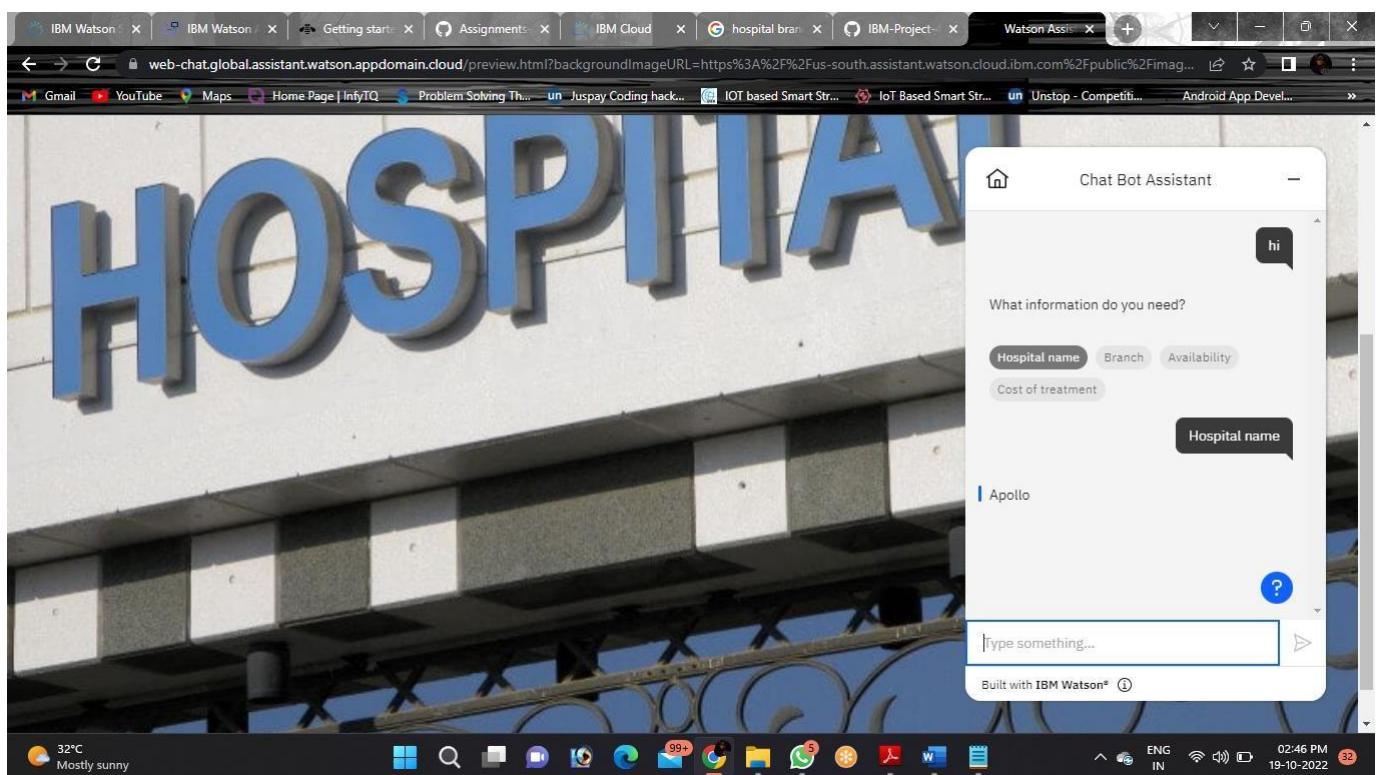 IBM Watson S
IBM Watson A
Getting starte
Assignments-
IBM Cloud
hospital bran
IBM-Project-
Watson Assis
web-chat.global.assistant.watson.appdomain.cloud/preview.html?backgroundImageURL=https%3A%2F%2Fus-south.assistant.watson.cloud.ibm.com%2Fpublic%2Fimag...
Gmail
YouTube
Maps
Home Page | InfyTQ
Problem Solving Th...
un Juspay Coding hack...
IOT based Smart Str...
IoT Based Smart Str...
un Unstop - Competiti...
Android App Devel...
»
HOSPITAL
Chat Bot Assistant
hi
What information do you need?
Hospital name Branch Availability
Cost of treatment
Hospital name
Apollo
?
Type something...
Built with IBM Watson®
32°C
Mostly sunny
99+
5
W
ENG
IN
02:46 PM
19-10-2022
32